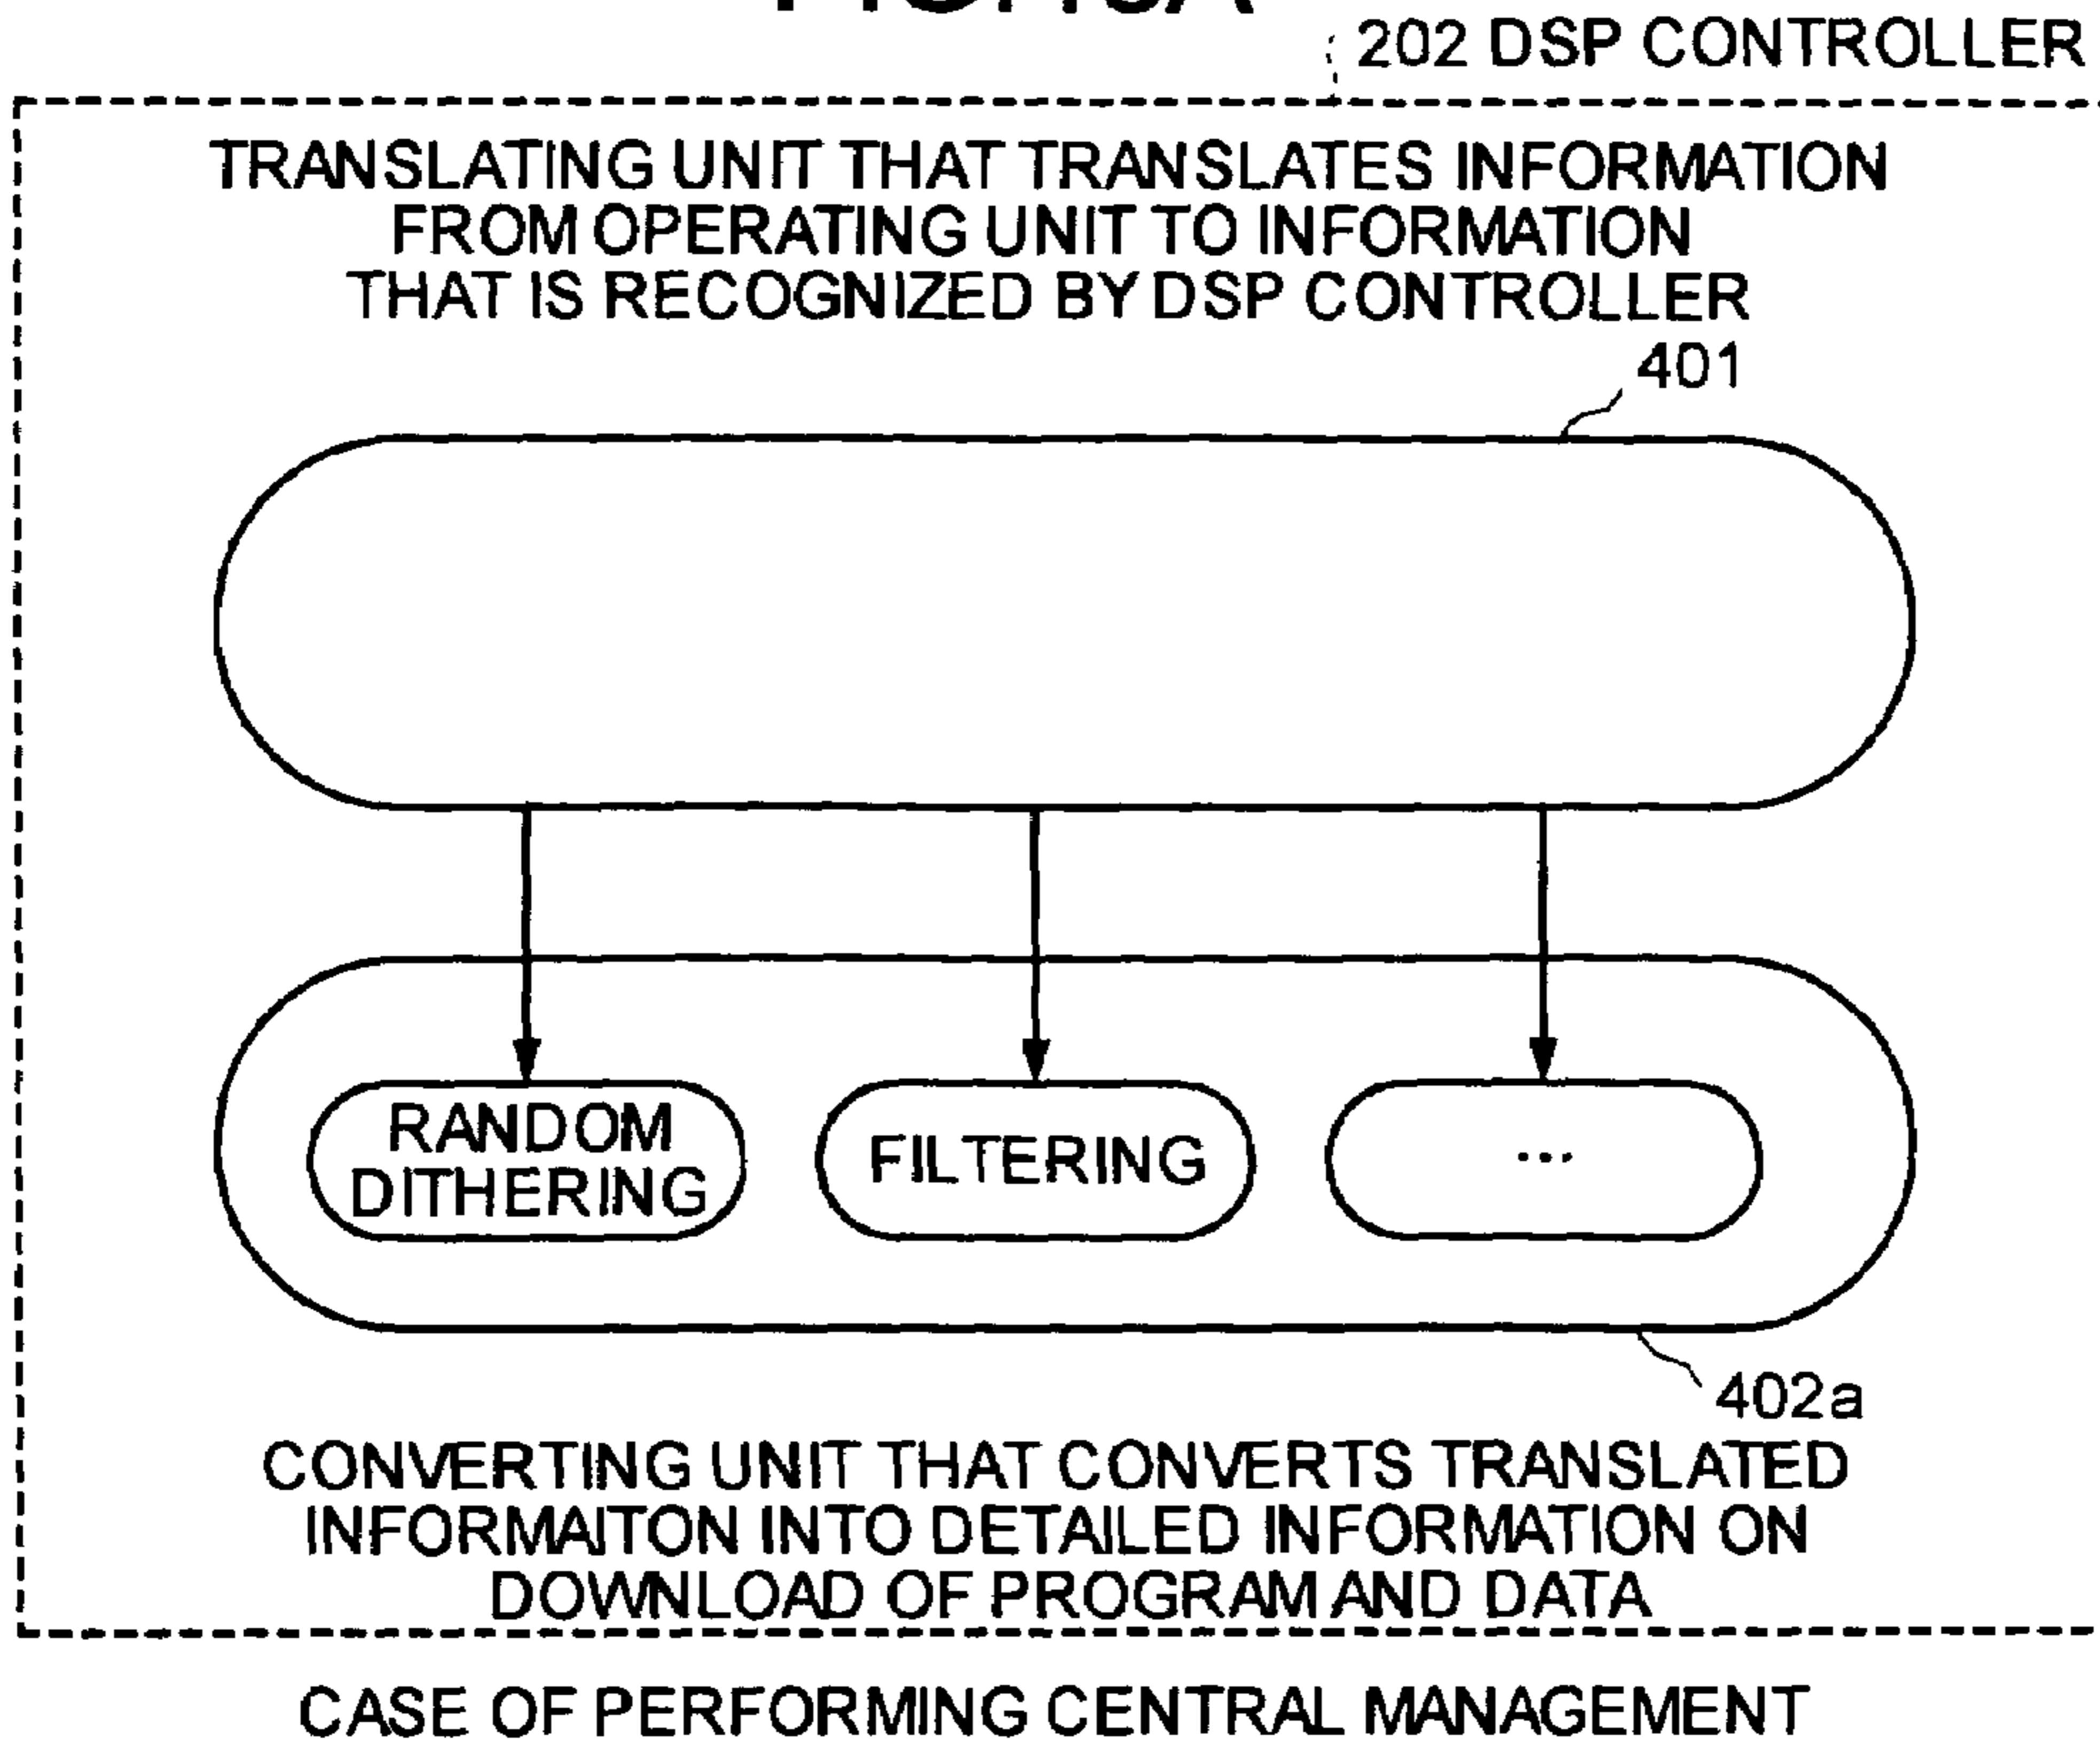 202 DSP CONTROLLER
TRANSLATING UNIT THAT TRANSLATES INFORMATION
FROM OPERATING UNIT TO INFORMATION
THAT IS RECOGNIZED BY DSP CONTROLLER
401
RANDOM
DITHERING
FILTERING
...
402a
CONVERTING UNIT THAT CONVERTS TRANSLATED
INFORMAITON INTO DETAILED INFORMATION ON
DOWNLOAD OF PROGRAM AND DATA
CASE OF PERFORMING CENTRAL MANAGEMENT